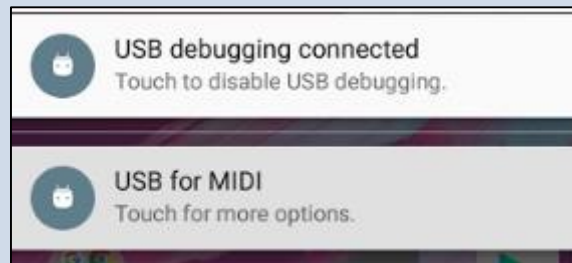 USB debugging connected
Touch to disable USB debugging.
USB for MIDI
Touch for more options.